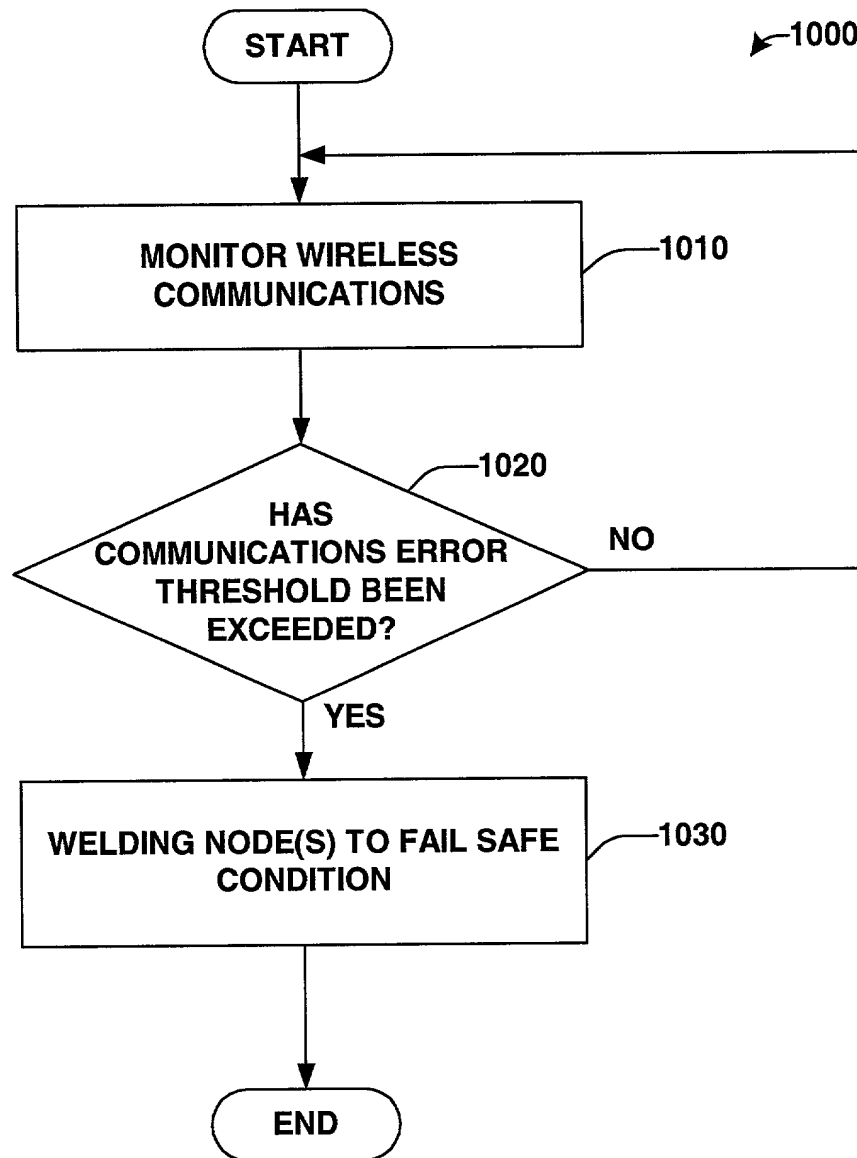 START
1000
MONITOR WIRELESS
COMMUNICATIONS
1010
1020
HAS
COMMUNICATIONS ERROR
THRESHOLD BEEN
EXCEEDED?
NO
YES
WELDING NODE(S) TO FAIL SAFE
CONDITION
1030
END